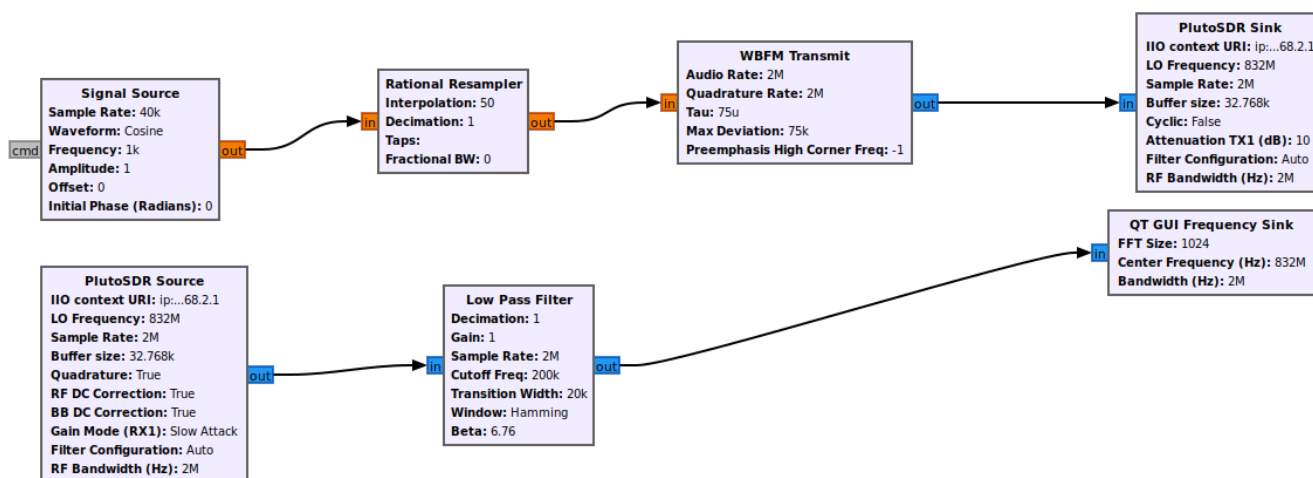 Signal Source
Sample Rate: 40k
Waveform: Cosine
Frequency: 1k
Amplitude: 1
Offset: 0
Initial Phase (Radians): 0
cmd
out
Rational Resampler
Interpolation: 50
Decimation: 1
Taps:
Fractional BW: 0
in
out
WBFM Transmit
Audio Rate: 2M
Quadrature Rate: 2M
Tau: 75u
Max Deviation: 75k
Preemphasis High Corner Freq: -1
in
out
PlutoSDR Sink
IIO context URI: ip:...68.2.1
LO Frequency: 832M
Sample Rate: 2M
Buffer size: 32.768k
Cyclic: False
Attenuation TX1 (dB): 10
Filter Configuration: Auto
RF Bandwidth (Hz): 2M
in
PlutoSDR Source
IIO context URI: ip:...68.2.1
LO Frequency: 832M
Sample Rate: 2M
Buffer size: 32.768k
Quadrature: True
RF DC Correction: True
BB DC Correction: True
Gain Mode (RX1): Slow Attack
Filter Configuration: Auto
RF Bandwidth (Hz): 2M
out
Low Pass Filter
Decimation: 1
Gain: 1
Sample Rate: 2M
Cutoff Freq: 200k
Transition Width: 20k
Window: Hamming
Beta: 6.76
in
out
QT GUI Frequency Sink
FFT Size: 1024
Center Frequency (Hz): 832M
Bandwidth (Hz): 2M
in